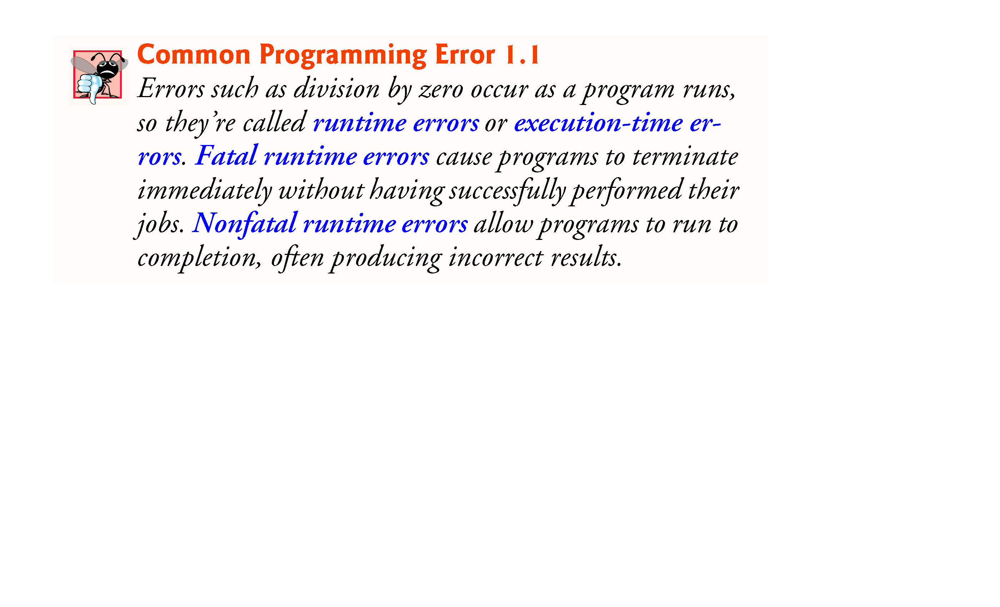 Common Programming Error 1.1
Errors such as division by zero occur as a program runs,
so they’re called runtime errors or execution-time er-
rors. Fatal runtime errors cause programs to terminate
immediately without having successfully performed their
jobs. Nonfatal runtime errors allow programs to run to
completion, often producing incorrect results.